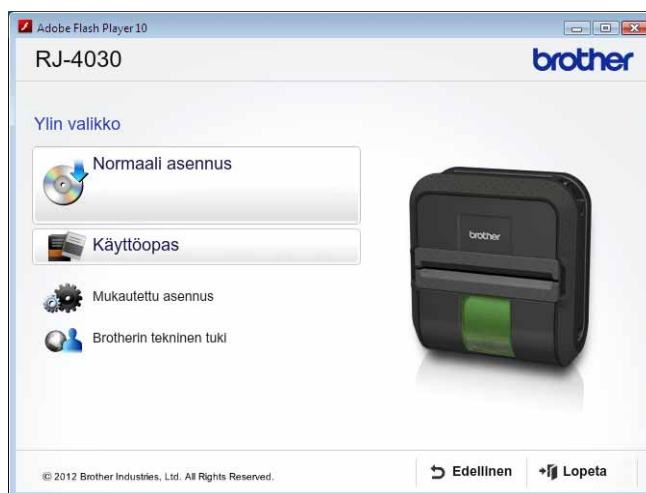 Adobe Flash Player 10
RJ-4030
brother
Ylin valikko
Normaali asennus
Käyttöopas
Mukautettu asennus
Brotherin tekninen tuki
brother
© 2012 Brother Industries, Ltd. All Rights Reserved.
Edellinen
Lopeta